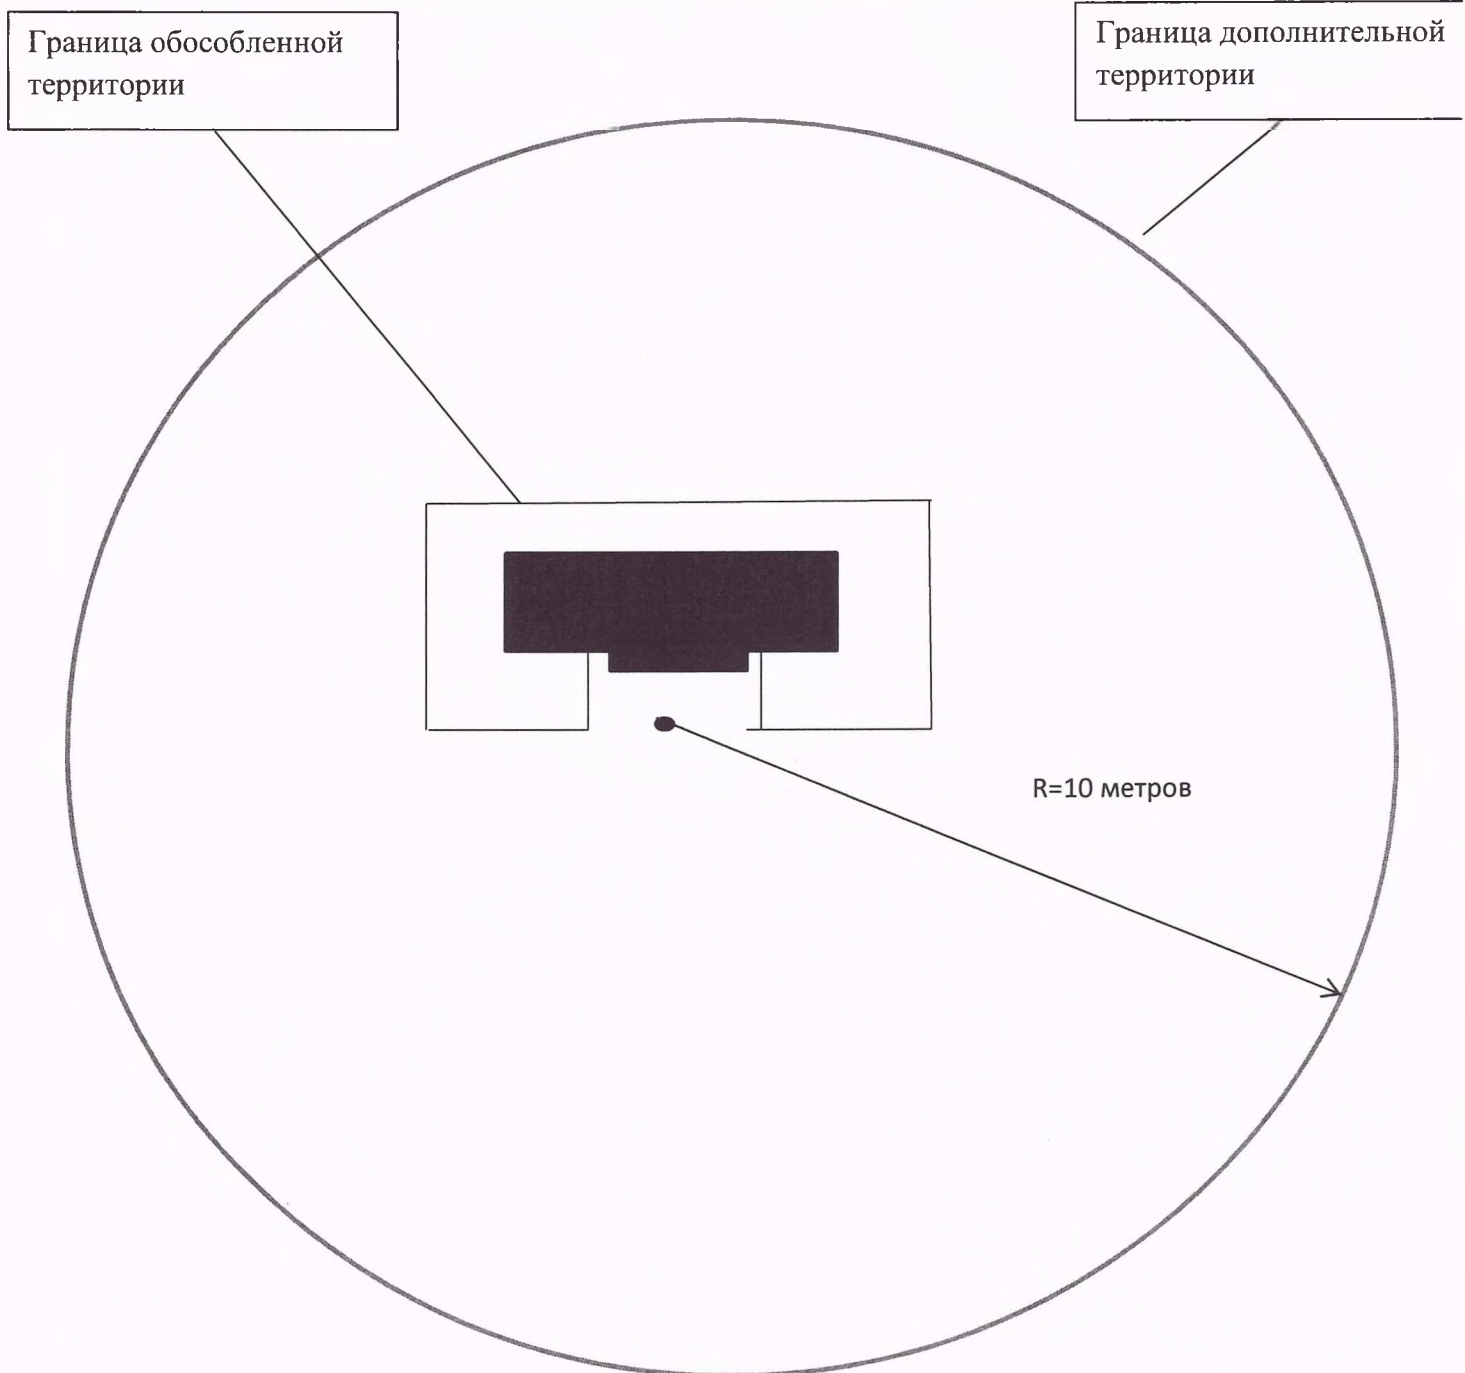 Граница обособленной
территории
Граница дополнительной
территории
R=10 метров